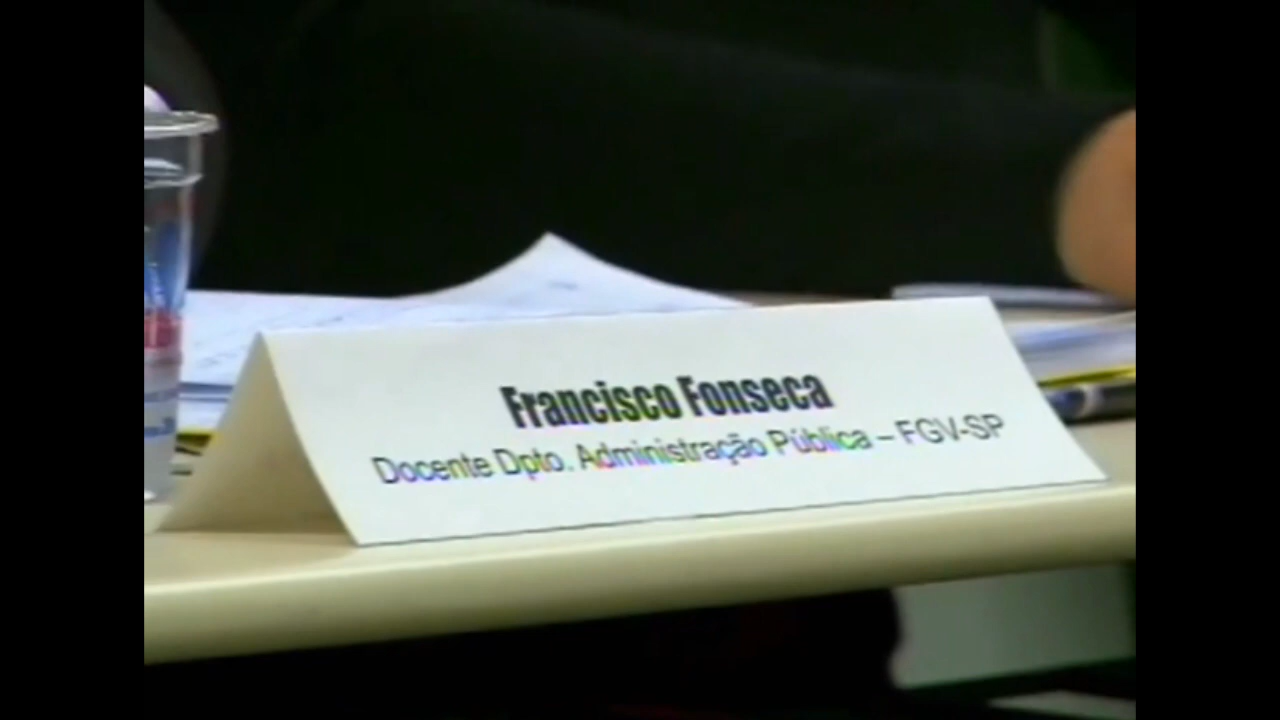 Francisco Fonseca
Docente Dpto. Administração Pública – FGV-SP